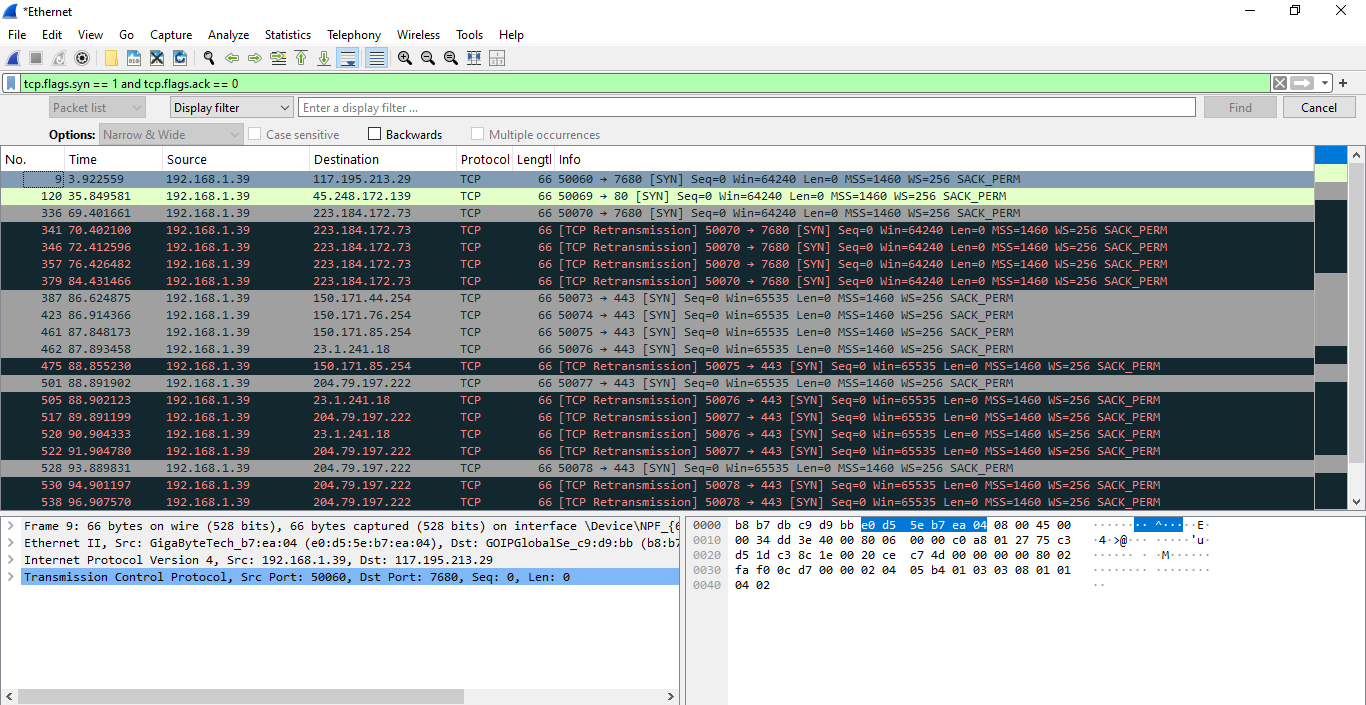 *Ethernet
File Edit View Go Capture Analyze Statistics Telephony Wireless Tools Help
tcp.flags.syn == 1 and tcp.flags.ack == 0
Packet list Display filter Enter a display filter ... Find Cancel
Options: Narrow & Wide Case sensitive Backwards Multiple occurrences
No. Time Source Destination Protocol Lengtl Info
9 3.922559 192.168.1.39 117.195.213.29 TCP 66 50060 → 7680 [SYN] Seq=0 Win=64240 Len=0 MSS=1460 WS=256 SACK_PERM
120 35.849581 192.168.1.39 45.248.172.139 TCP 66 50069 → 80 [SYN] Seq=0 Win=64240 Len=0 MSS=1460 WS=256 SACK_PERM
336 69.401661 192.168.1.39 223.184.172.73 TCP 66 50070 → 7680 [SYN] Seq=0 Win=64240 Len=0 MSS=1460 WS=256 SACK_PERM
341 70.402100 192.168.1.39 223.184.172.73 TCP 66 [TCP Retransmission] 50070 → 7680 [SYN] Seq=0 Win=64240 Len=0 MSS=1460 WS=256 SACK_PERM
346 72.412596 192.168.1.39 223.184.172.73 TCP 66 [TCP Retransmission] 50070 → 7680 [SYN] Seq=0 Win=64240 Len=0 MSS=1460 WS=256 SACK_PERM
357 76.426482 192.168.1.39 223.184.172.73 TCP 66 [TCP Retransmission] 50070 → 7680 [SYN] Seq=0 Win=64240 Len=0 MSS=1460 WS=256 SACK_PERM
379 84.431466 192.168.1.39 223.184.172.73 TCP 66 [TCP Retransmission] 50070 → 7680 [SYN] Seq=0 Win=64240 Len=0 MSS=1460 WS=256 SACK_PERM
387 86.624875 192.168.1.39 150.171.44.254 TCP 66 50073 → 443 [SYN] Seq=0 Win=65535 Len=0 MSS=1460 WS=256 SACK_PERM
423 86.914366 192.168.1.39 150.171.76.254 TCP 66 50074 → 443 [SYN] Seq=0 Win=65535 Len=0 MSS=1460 WS=256 SACK_PERM
461 87.848173 192.168.1.39 150.171.85.254 TCP 66 50075 → 443 [SYN] Seq=0 Win=65535 Len=0 MSS=1460 WS=256 SACK_PERM
462 87.893458 192.168.1.39 23.1.241.18 TCP 66 50076 → 443 [SYN] Seq=0 Win=65535 Len=0 MSS=1460 WS=256 SACK_PERM
475 88.855230 192.168.1.39 150.171.85.254 TCP 66 [TCP Retransmission] 50075 → 443 [SYN] Seq=0 Win=65535 Len=0 MSS=1460 WS=256 SACK_PERM
501 88.891902 192.168.1.39 204.79.197.222 TCP 66 50077 → 443 [SYN] Seq=0 Win=65535 Len=0 MSS=1460 WS=256 SACK_PERM
505 88.902123 192.168.1.39 23.1.241.18 TCP 66 [TCP Retransmission] 50076 → 443 [SYN] Seq=0 Win=65535 Len=0 MSS=1460 WS=256 SACK_PERM
517 89.891199 192.168.1.39 204.79.197.222 TCP 66 [TCP Retransmission] 50077 → 443 [SYN] Seq=0 Win=65535 Len=0 MSS=1460 WS=256 SACK_PERM
520 90.904333 192.168.1.39 23.1.241.18 TCP 66 [TCP Retransmission] 50076 → 443 [SYN] Seq=0 Win=65535 Len=0 MSS=1460 WS=256 SACK_PERM
522 91.904780 192.168.1.39 204.79.197.222 TCP 66 [TCP Retransmission] 50077 → 443 [SYN] Seq=0 Win=65535 Len=0 MSS=1460 WS=256 SACK_PERM
528 93.889831 192.168.1.39 204.79.197.222 TCP 66 50078 → 443 [SYN] Seq=0 Win=65535 Len=0 MSS=1460 WS=256 SACK_PERM
530 94.901197 192.168.1.39 204.79.197.222 TCP 66 [TCP Retransmission] 50078 → 443 [SYN] Seq=0 Win=65535 Len=0 MSS=1460 WS=256 SACK_PERM
538 96.907570 192.168.1.39 204.79.197.222 TCP 66 [TCP Retransmission] 50078 → 443 [SYN] Seq=0 Win=65535 Len=0 MSS=1460 WS=256 SACK_PERM
Frame 9: 66 bytes on wire (528 bits), 66 bytes captured (528 bits) on interface \Device\NPF_{6
Ethernet II, Src: GigaByteTech_b7:ea:04 (e0:d5:5e:b7:ea:04), Dst: GOIPGlobalSe_c9:d9:bb (b8:b7
Internet Protocol Version 4, Src: 192.168.1.39, Dst: 117.195.213.29
Transmission Control Protocol, Src Port: 50060, Dst Port: 7680, Seq: 0, Len: 0
0000 b8 b7 db c9 d9 bb e0 d5 5e b7 ea 04 08 00 45 00 ········ ^·····E·
0010 00 34 dd 3e 40 00 80 06 00 00 c0 a8 01 27 75 c3 ·4·>@··· ·····'u·
0020 d5 1d c3 8c 1e 00 20 ce c7 4d 00 00 00 00 80 02 ······ · ·M······
0030 fa f0 0c d7 00 00 02 04 05 b4 01 03 03 08 01 01 ········ ········
0040 04 02 ··